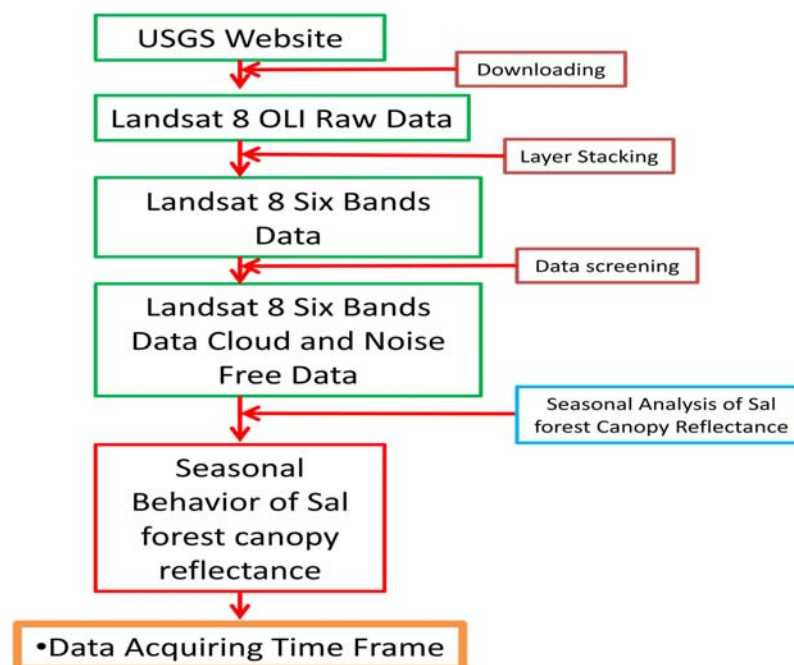 USGS Website
Downloading
Landsat 8 OLI Raw Data
Layer Stacking
Landsat 8 Six Bands
Data
Data screening
Landsat 8 Six Bands
Data Cloud and Noise
Free Data
Seasonal Analysis of Sal
forest Canopy Reflectance
Seasonal
Behavior of Sal
forest canopy
reflectance
•Data Acquiring Time Frame